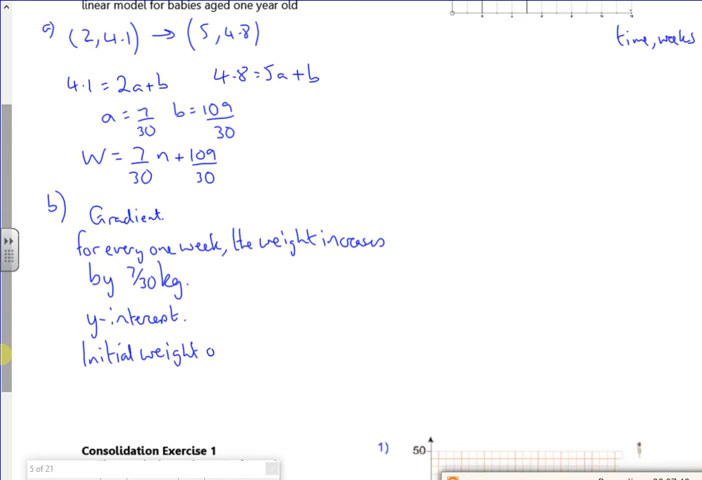 linear model for babies aged one year old
a) (2,4.1) → (5,4.8)
time, weeks
4.1 = 2a+b 4.8=5a+b
a = 7/30 b = 109/30
W = 7/30 n + 109/30
b) Gradient.
for every one week, the weight increases
by 7/30 kg.
y-interest.
Initial weight o
Consolidation Exercise 1
1) 50
5 of 21